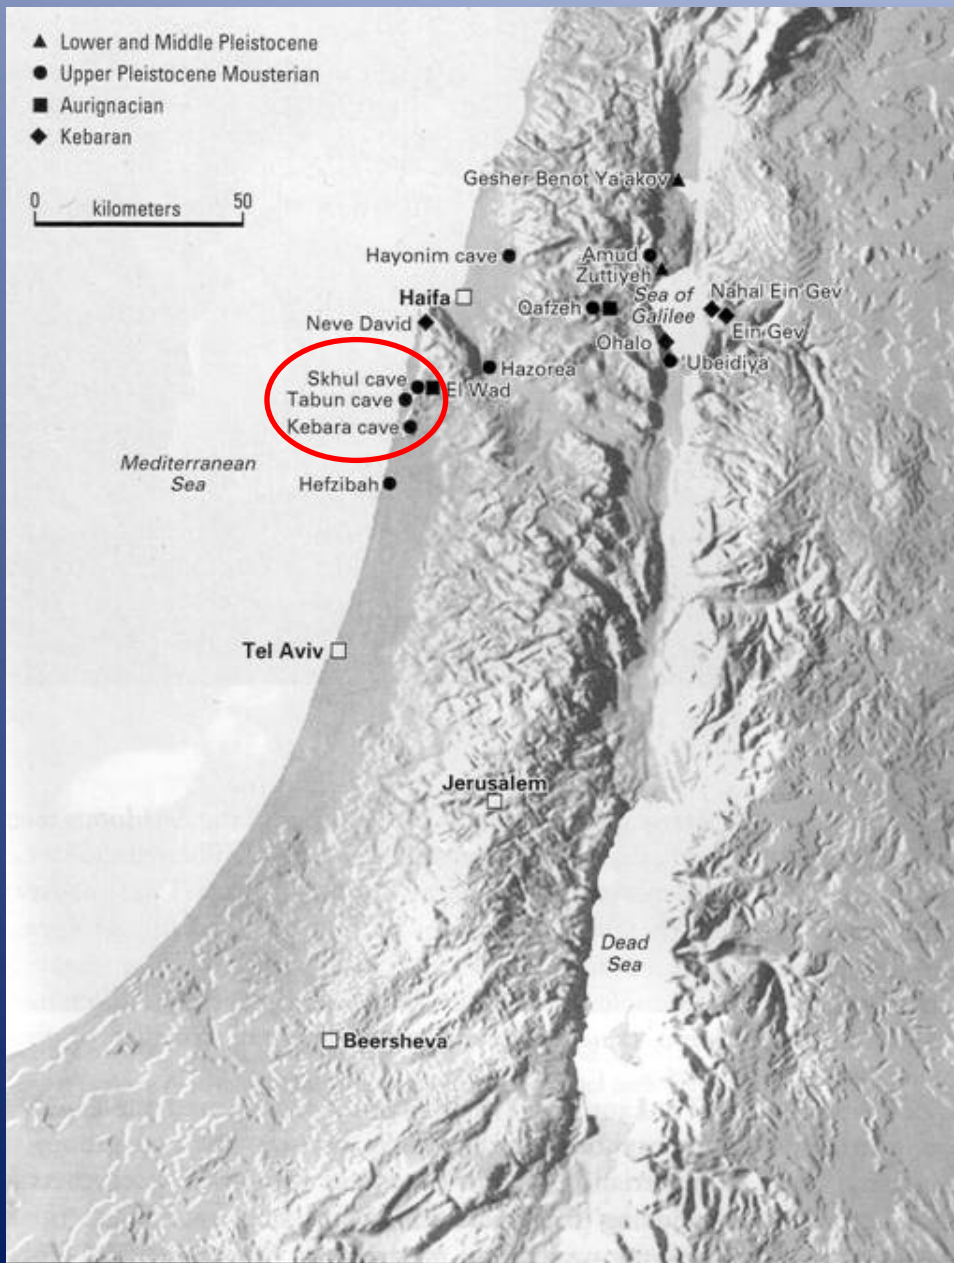 Lower and Middle Pleistocene
Upper Pleistocene Mousterian
Aurignacian
Kebaran
0 50
kilometers
Gesher Benot Ya'akov
Hayonim cave
Amud
Zuttiyeh
Haifa
Sea of
Galilee
Nahal Ein Gev
Qafzeh
Neve David
Ein Gev
Ohalo
'Ubeidiya
Hazorea
Skhul cave
El Wad
Tabun cave
Kebara cave
Mediterranean
Sea
Hefzibah
Tel Aviv
Jerusalem
Dead
Sea
Beersheva